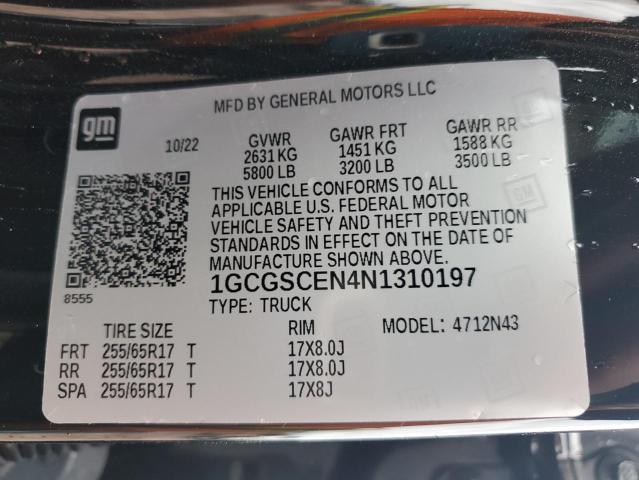 MFD BY GENERAL MOTORS LLC
gm
10/22 GVWR GAWR FRT GAWR RR
2631 KG 1451 KG 1588 KG
5800 LB 3200 LB 3500 LB
THIS VEHICLE CONFORMS TO ALL
APPLICABLE U.S. FEDERAL MOTOR
VEHICLE SAFETY AND THEFT PREVENTION
STANDARDS IN EFFECT ON THE DATE OF
MANUFACTURE SHOWN ABOVE.
8555 1GCGSCEN4N1310197
TYPE: TRUCK
TIRE SIZE RIM MODEL: 4712N43
FRT 255/65R17 T 17X8.0J
RR 255/65R17 T 17X8.0J
SPA 255/65R17 T 17X8J